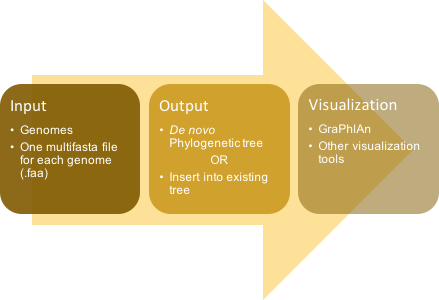 Input
• Genomes
• One multifasta file
for each genome
(.faa)
Output
• De novo
Phylogenetic tree
OR
• Insert into existing
tree
Visualization
• GraPhlAn
• Other visualization
tools